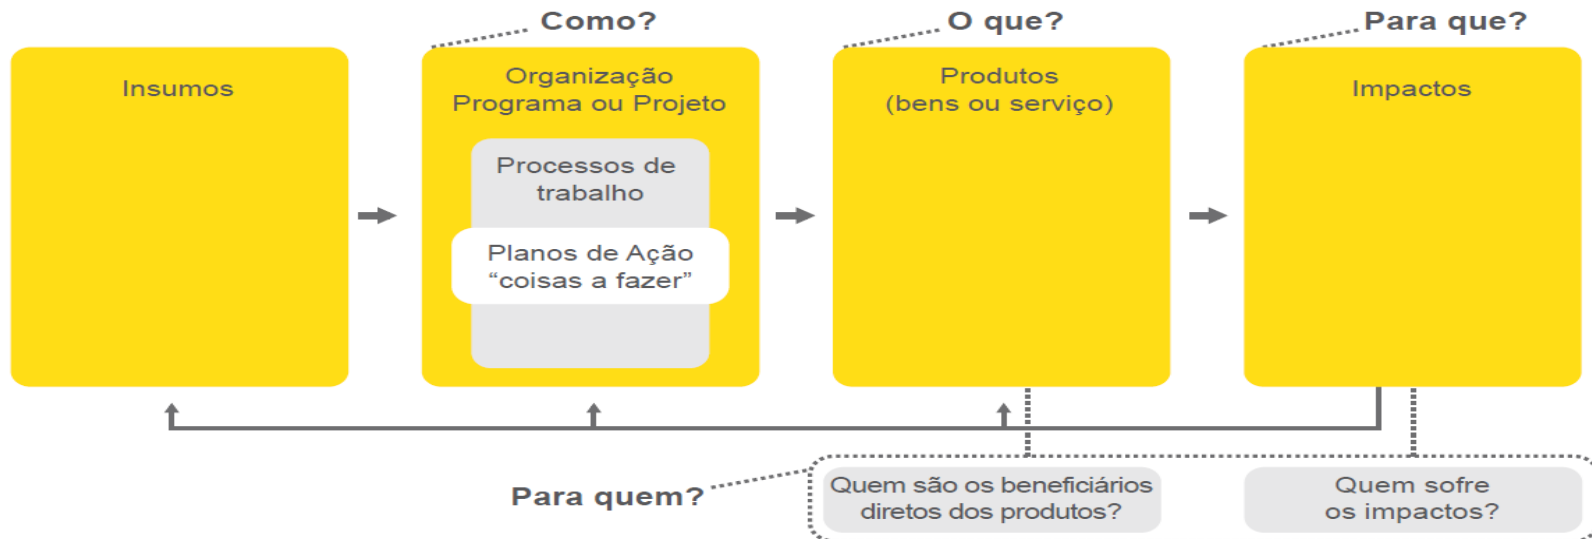 Como?
O que?
Para que?
Insumos
Organização
Programa ou Projeto
Processos de
trabalho
Planos de Ação
“coisas a fazer”
Produtos
(bens ou serviço)
Impactos
Para quem?
Quem são os beneficiários
diretos dos produtos?
Quem sofre
os impactos?